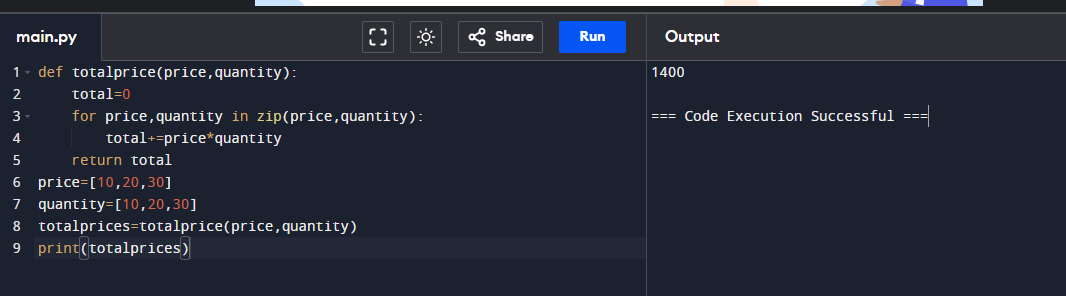 main.py
Share
Run
Output
1 def totalprice(price,quantity):
2     total=0
3     for price,quantity in zip(price,quantity):
4         total+=price*quantity
5     return total
6 price=[10,20,30]
7 quantity=[10,20,30]
8 totalprices=totalprice(price,quantity)
9 print(totalprices)
1400
=== Code Execution Successful ===